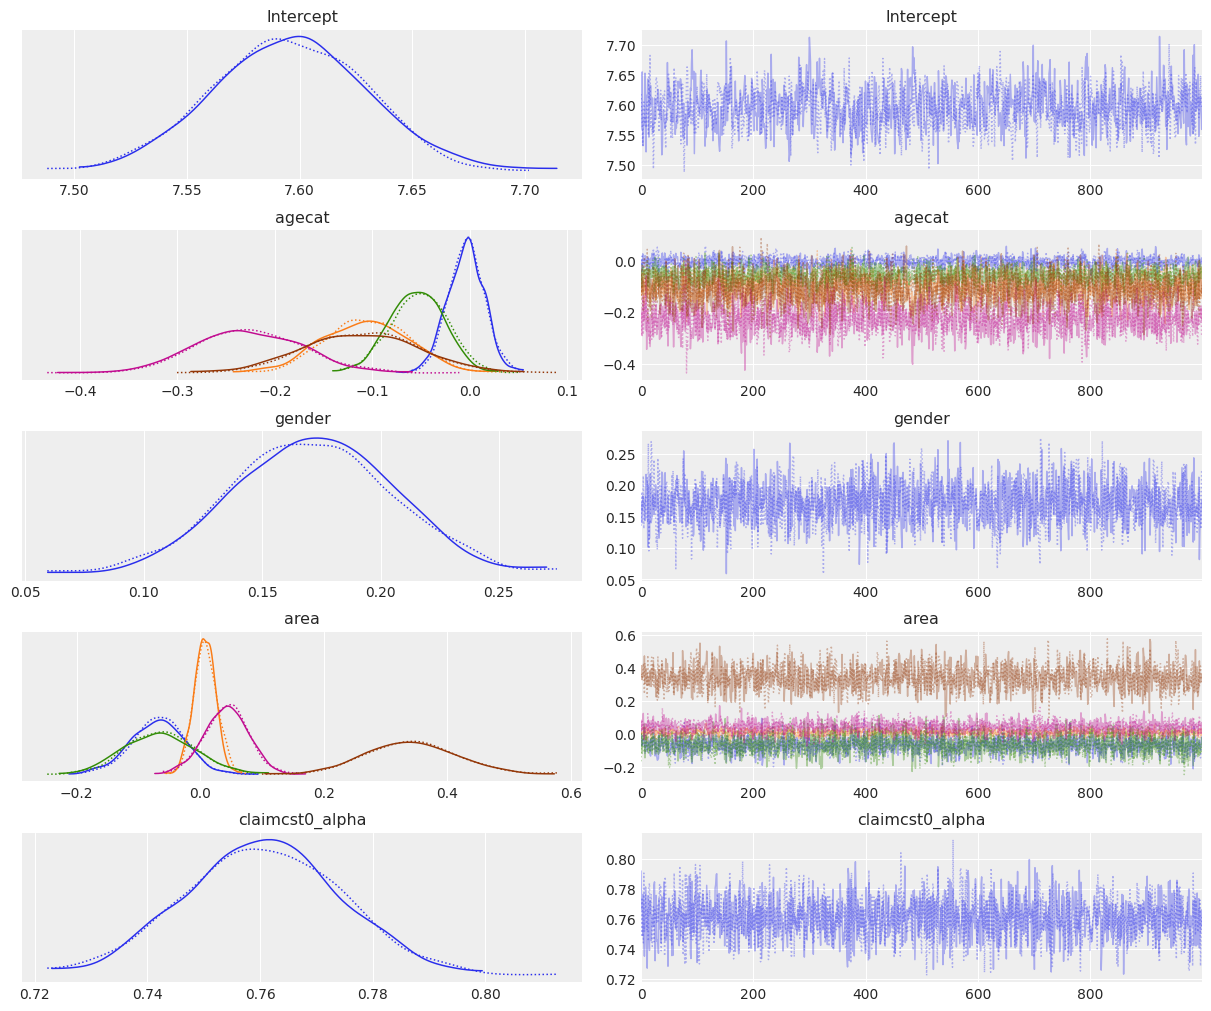 Intercept Intercept
7.70
7.65
7.60
7.55
7.50
7.50 7.55 7.60 7.65 7.70 0 200 400 600 800
agecat agecat
0.0
−0.2
−0.4
−0.4 −0.3 −0.2 −0.1 0.0 0.1 0 200 400 600 800
gender gender
0.25
0.20
0.15
0.10
0.05
0.05 0.10 0.15 0.20 0.25 0 200 400 600 800
area area
0.6
0.4
0.2
0.0
−0.2
−0.2 0.0 0.2 0.4 0.6 0 200 400 600 800
claimcst0_alpha claimcst0_alpha
0.80
0.78
0.76
0.74
0.72
0.72 0.74 0.76 0.78 0.80 0 200 400 600 800